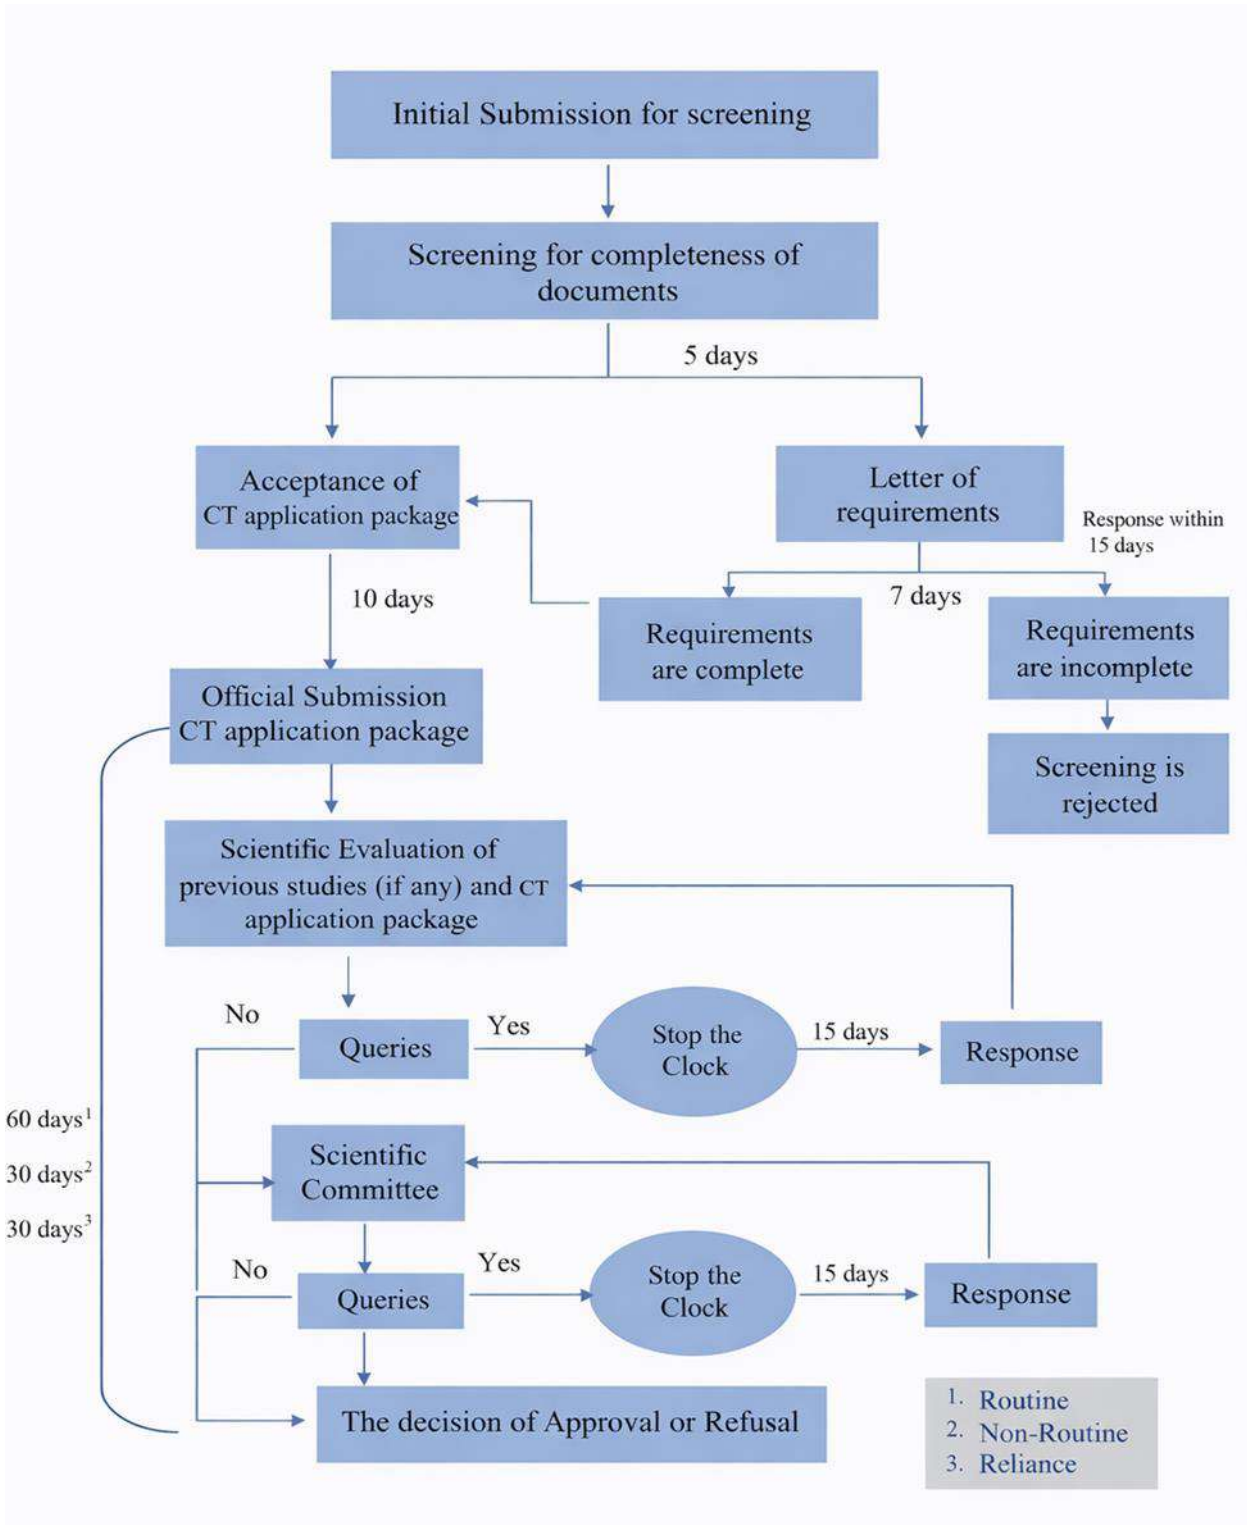 Initial Submission for screening
Screening for completeness of
documents
5 days
Acceptance of
CT application package
Letter of
requirements
Response within
15 days
10 days
7 days
Requirements
are complete
Requirements
are incomplete
Official Submission
CT application package
Screening is
rejected
Scientific Evaluation of
previous studies (if any) and CT
application package
No
Queries
Yes
Stop the
Clock
15 days
Response
60 days¹
30 days²
30 days³
Scientific
Committee
No
Queries
Yes
Stop the
Clock
15 days
Response
The decision of Approval or Refusal
1. Routine
2. Non-Routine
3. Reliance